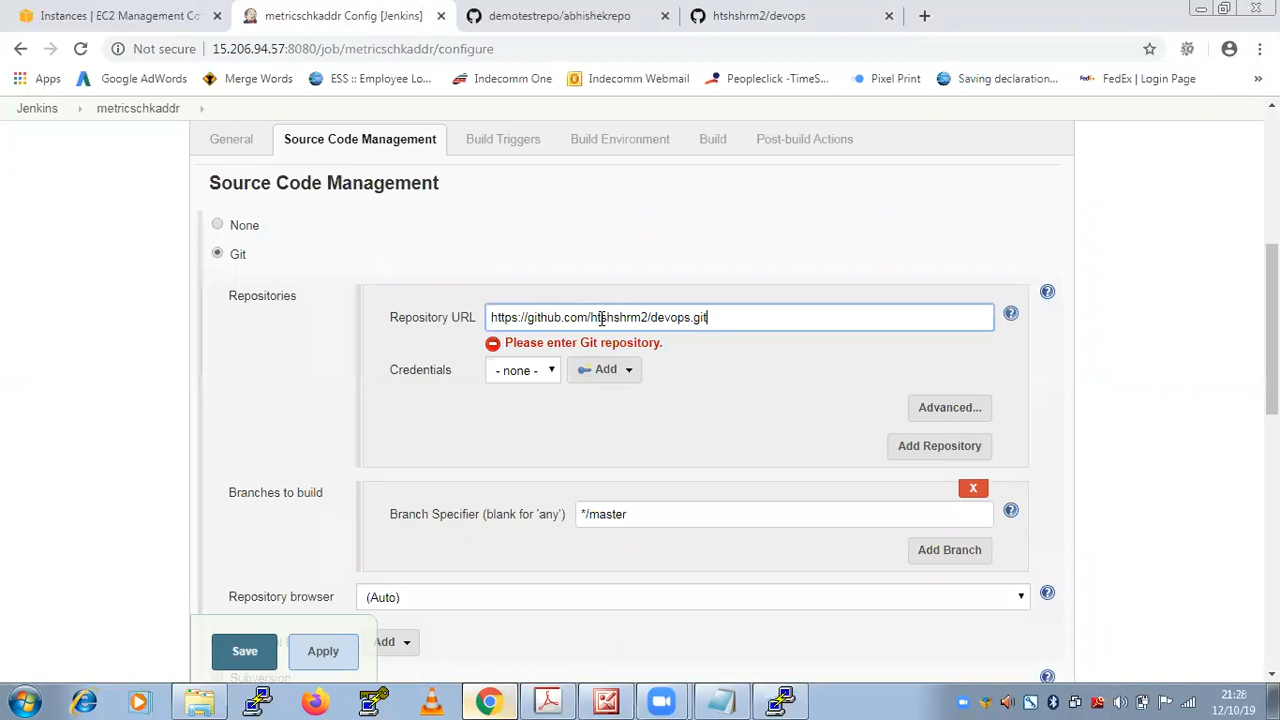 Instances | EC2 Management Co
metricschkaddr Config [Jenkins]
demotestrepo/abhishekrepo
htshshrm2/devops
Not secure
15.206.94.57:8080/job/metricschkaddr/configure
Apps
Google AdWords
Merge Words
ESS :: Employee Lo...
Indecomm One
Indecomm Webmail
Peopleclick -TimeS...
Pixel Print
Saving declaration...
FedEx | Login Page
»
Jenkins
metricschkaddr
General
Source Code Management
Build Triggers
Build Environment
Build
Post-build Actions
Source Code Management
None
Git
Repositories
Repository URL
https://github.com/htshshrm2/devops.git
Please enter Git repository.
Credentials
- none -
Add
Advanced...
Add Repository
Branches to build
X
Branch Specifier (blank for 'any')
*/master
Add Branch
Repository browser
(Auto)
Save
Apply
Add
Subversion
21:28
12/10/19